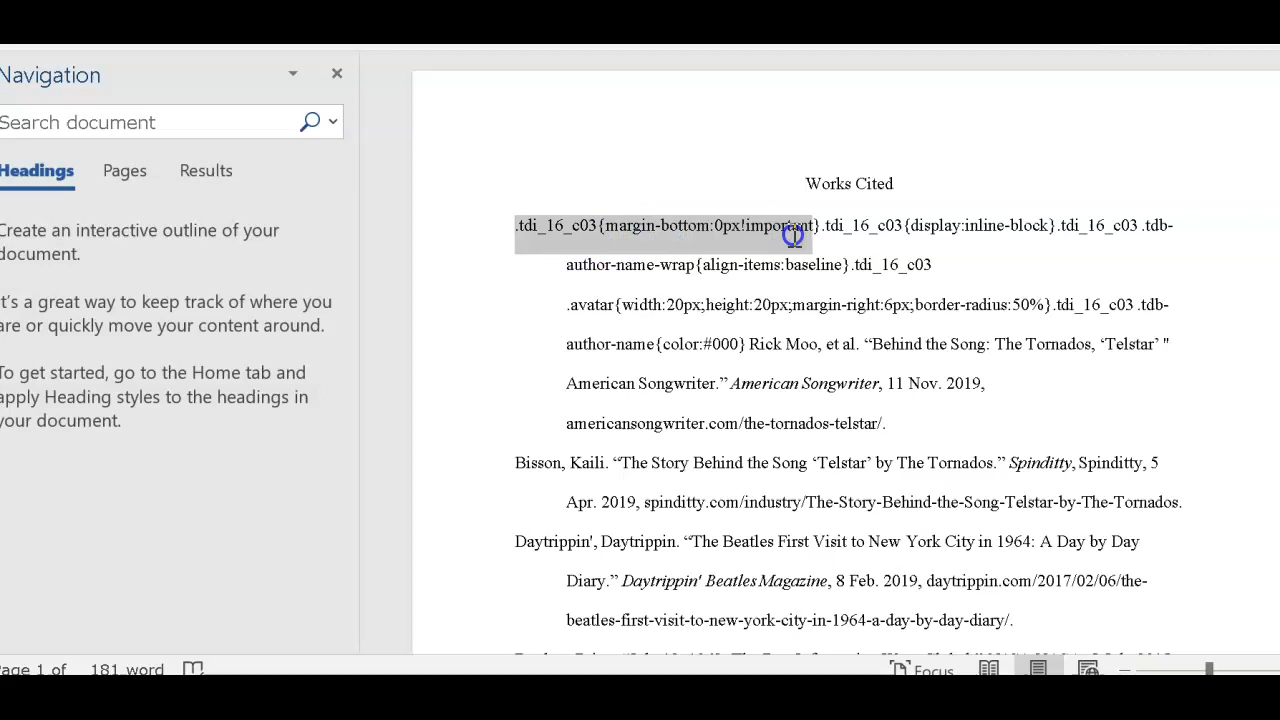 Navigation
Search document
Headings Pages Results
Create an interactive outline of your
document.
It's a great way to keep track of where you
are or quickly move your content around.
To get started, go to the Home tab and
apply Heading styles to the headings in
your document.
Works Cited
.tdi_16_c03{margin-bottom:0px!important}.tdi_16_c03{display:inline-block}.tdi_16_c03 .tdb-
author-name-wrap{align-items:baseline}.tdi_16_c03
.avatar{width:20px;height:20px;margin-right:6px;border-radius:50%}.tdi_16_c03 .tdb-
author-name{color:#000} Rick Moo, et al. “Behind the Song: The Tornados, ‘Telstar’ "
American Songwriter.” American Songwriter, 11 Nov. 2019,
americansongwriter.com/the-tornados-telstar/.
Bisson, Kaili. “The Story Behind the Song ‘Telstar’ by The Tornados.” Spinditty, Spinditty, 5
Apr. 2019, spinditty.com/industry/The-Story-Behind-the-Song-Telstar-by-The-Tornados.
Daytrippin', Daytrippin. “The Beatles First Visit to New York City in 1964: A Day by Day
Diary.” Daytrippin' Beatles Magazine, 8 Feb. 2019, daytrippin.com/2017/02/06/the-
beatles-first-visit-to-new-york-city-in-1964-a-day-by-day-diary/.
Page 1 of 181 word
Focus